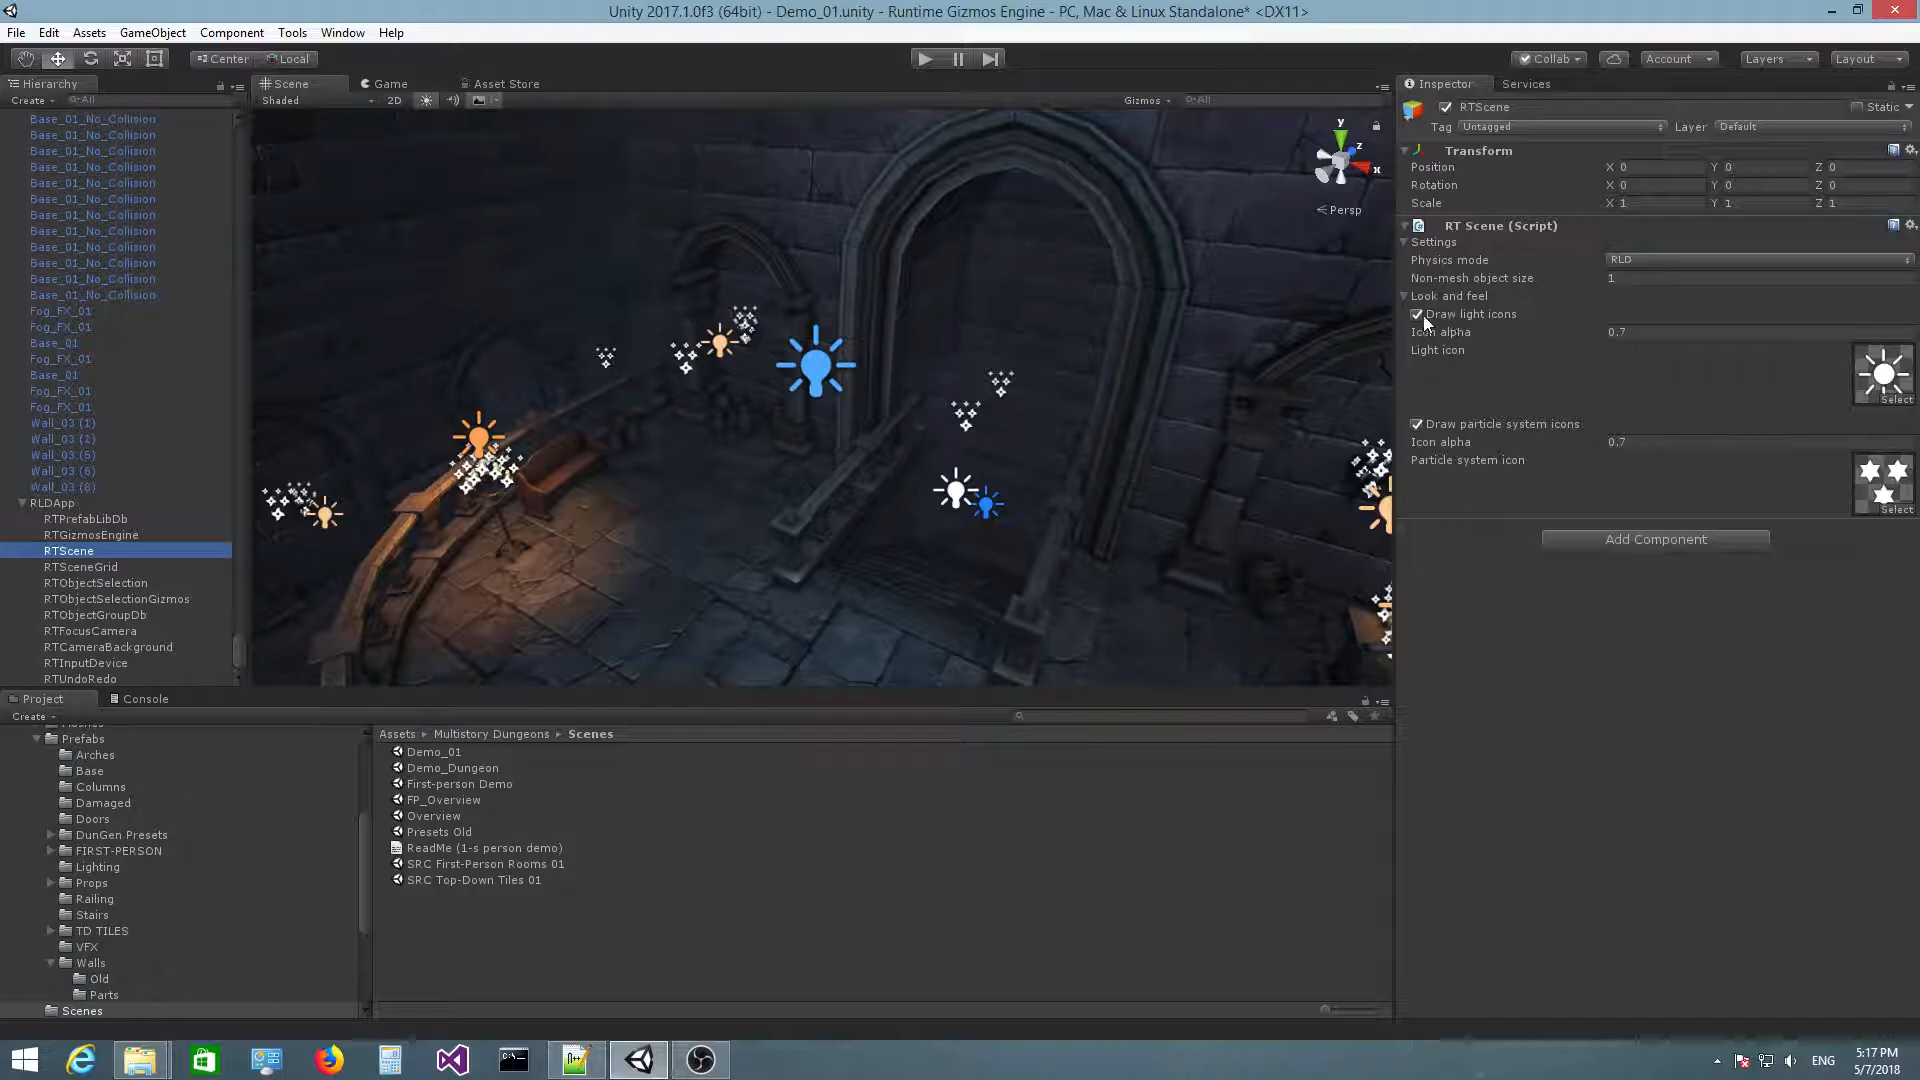 Unity 2017.1.0f3 (64bit) - Demo_01.unity - Runtime Gizmos Engine - PC, Mac & Linux Standalone* <DX11>
File Edit Assets GameObject Component Tools Window Help
Center Local Collab Account Layers Layout
Hierarchy Scene Game Asset Store Inspector Services
Create All Shaded 2D Gizmos All
RTScene Static
Tag Untagged Layer Default
Base_01_No_Collision
Base_01_No_Collision
Base_01_No_Collision
Base_01_No_Collision
Base_01_No_Collision
Base_01_No_Collision
Base_01_No_Collision
Base_01_No_Collision
Base_01_No_Collision
Base_01_No_Collision
Base_01_No_Collision
Base_01_No_Collision
Fog_FX_01
Fog_FX_01
Base_01
Fog_FX_01
Base_01
Fog_FX_01
Fog_FX_01
Wall_03 (1)
Wall_03 (2)
Wall_03 (5)
Wall_03 (6)
Wall_03 (8)
RLDApp
RTPrefabLibDb
RTGizmosEngine
RTScene
RTSceneGrid
RTObjectSelection
RTObjectSelectionGizmos
RTObjectGroupDb
RTFocusCamera
RTCameraBackground
RTInputDevice
RTUndoRedo
y
z
x
Persp
Transform
Position X 0 Y 0 Z 0
Rotation X 0 Y 0 Z 0
Scale X 1 Y 1 Z 1
RT Scene (Script)
Settings
Physics mode RLD
Non-mesh object size 1
Look and feel
Draw light icons
Icon alpha 0.7
Light icon
Select
Draw particle system icons
Icon alpha 0.7
Particle system icon
Select
Add Component
Project Console
Create
Prefabs
Arches
Base
Columns
Damaged
Doors
DunGen Presets
FIRST-PERSON
Lighting
Props
Railing
Stairs
TD TILES
VFX
Walls
Old
Parts
Scenes
Assets Multistory Dungeons Scenes
Demo_01
Demo_Dungeon
First-person Demo
FP_Overview
Overview
Presets Old
ReadMe (1-s person demo)
SRC First-Person Rooms 01
SRC Top-Down Tiles 01
ENG
5:17 PM
5/7/2018